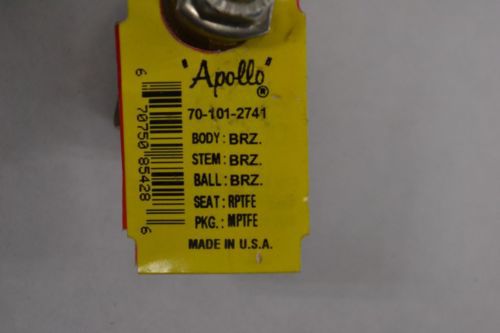 "Apollo"®
70-101-2741
BODY: BRZ.
STEM: BRZ.
BALL: BRZ.
SEAT: RPTFE
PKG.: MPTFE
MADE IN U.S.A.
6 70750 85428 6